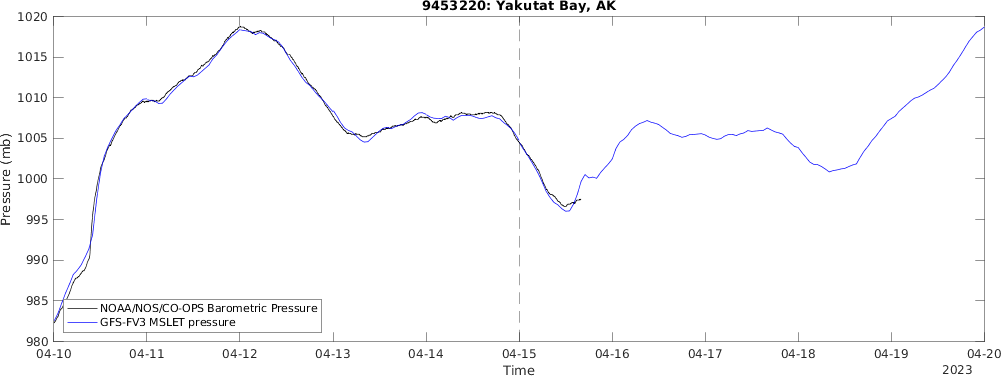 9453220: Yakutat Bay, AK
Pressure (mb)
1020
1015
1010
1005
1000
995
990
985
980
NOAA/NOS/CO-OPS Barometric Pressure
GFS-FV3 MSLET pressure
04-10 04-11 04-12 04-13 04-14 04-15 04-16 04-17 04-18 04-19 04-20
Time
2023